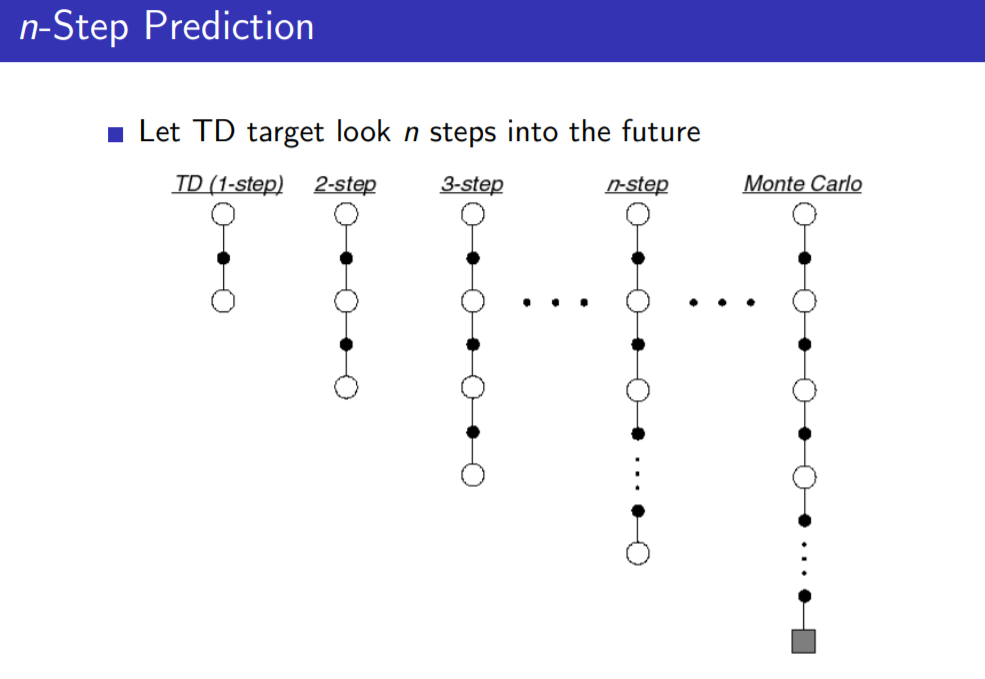 n-Step Prediction
Let TD target look n steps into the future
TD (1-step) 2-step 3-step n-step Monte Carlo